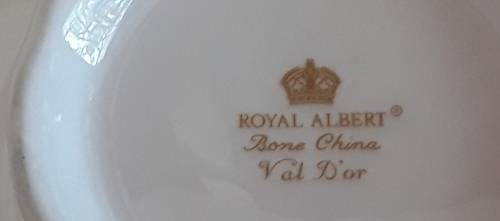 ROYAL ALBERT®
Bone China
Val D'or